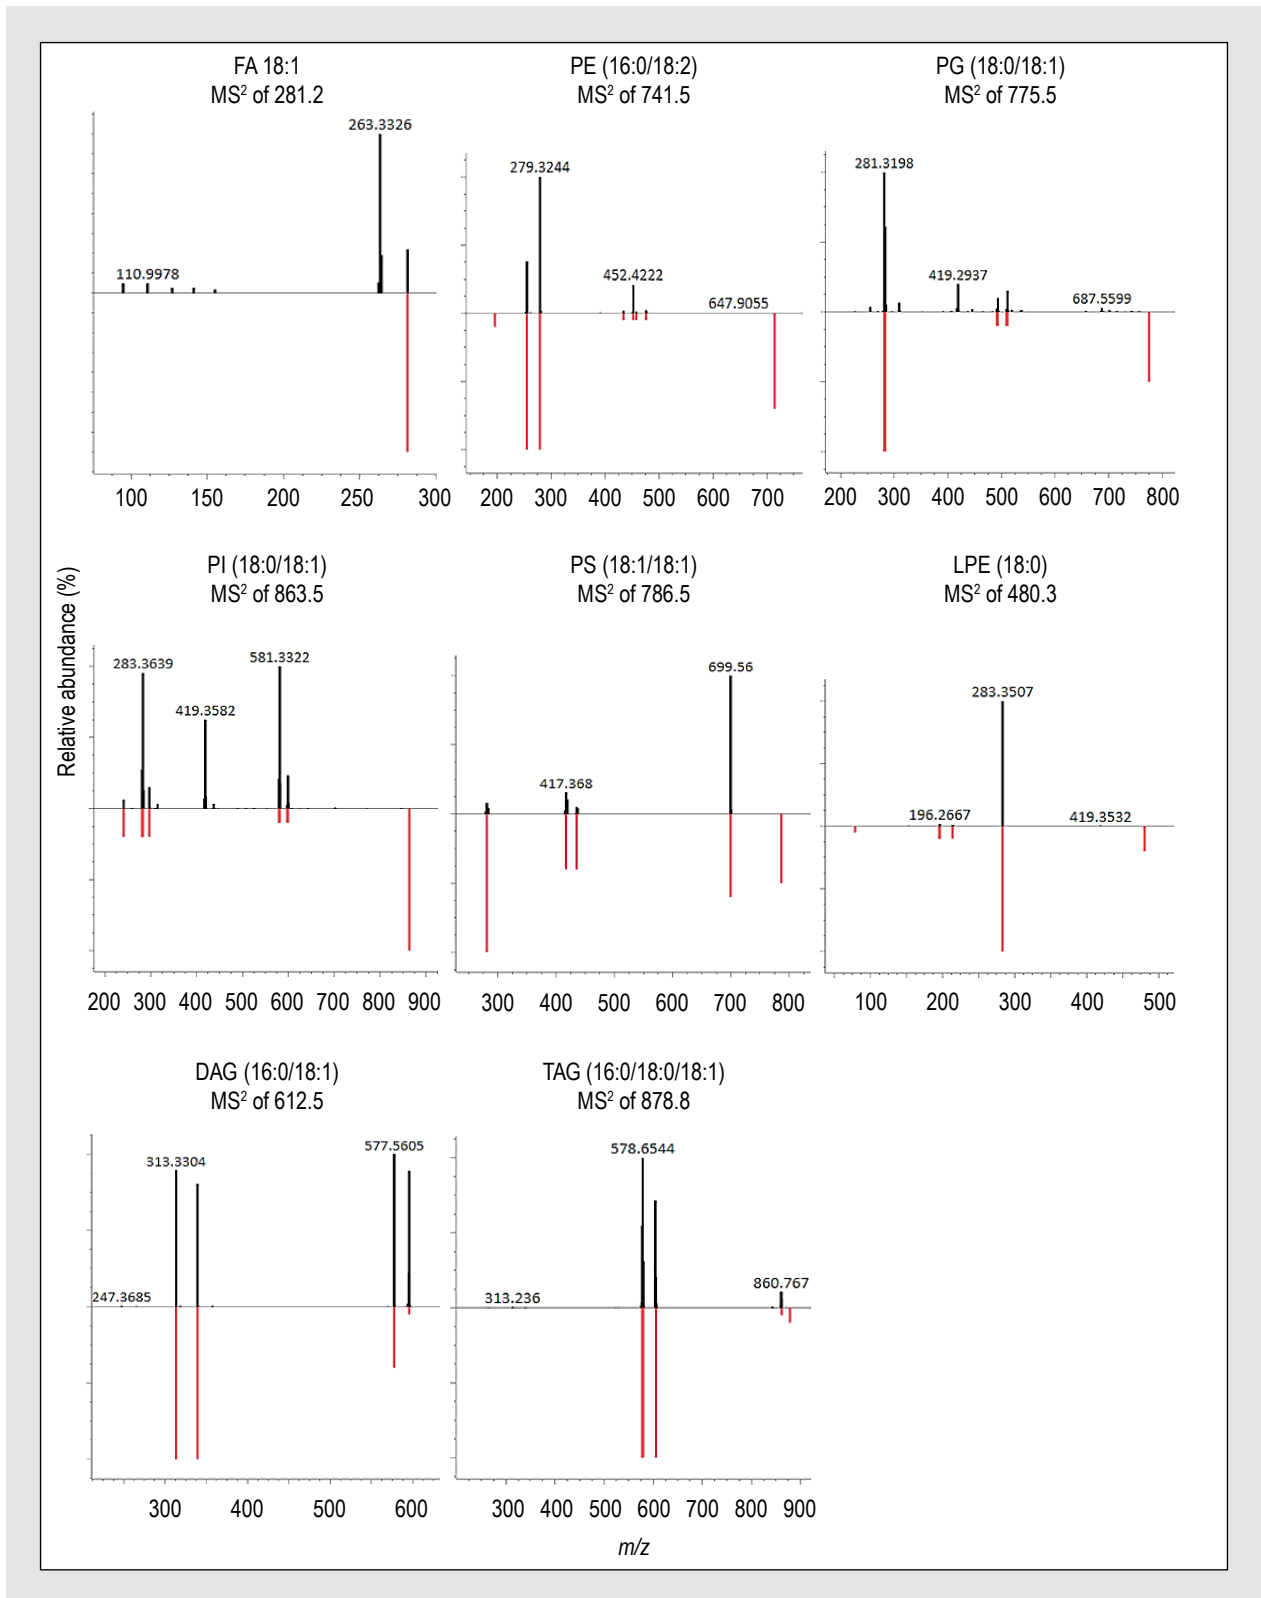 FA 18:1
MS² of 281.2
263.3326
110.9978
100 150 200 250 300
PE (16:0/18:2)
MS² of 741.5
279.3244
452.4222
647.9055
200 300 400 500 600 700
PG (18:0/18:1)
MS² of 775.5
281.3198
419.2937
687.5599
200 300 400 500 600 700 800
Relative abundance (%)
PI (18:0/18:1)
MS² of 863.5
283.3639
581.3322
419.3582
200 300 400 500 600 700 800 900
PS (18:1/18:1)
MS² of 786.5
699.56
417.368
300 400 500 600 700 800
LPE (18:0)
MS² of 480.3
283.3507
196.2667
419.3532
100 200 300 400 500
DAG (16:0/18:1)
MS² of 612.5
577.5605
313.3304
247.3685
300 400 500 600
TAG (16:0/18:0/18:1)
MS² of 878.8
578.6544
860.767
313.236
300 400 500 600 700 800 900
m/z